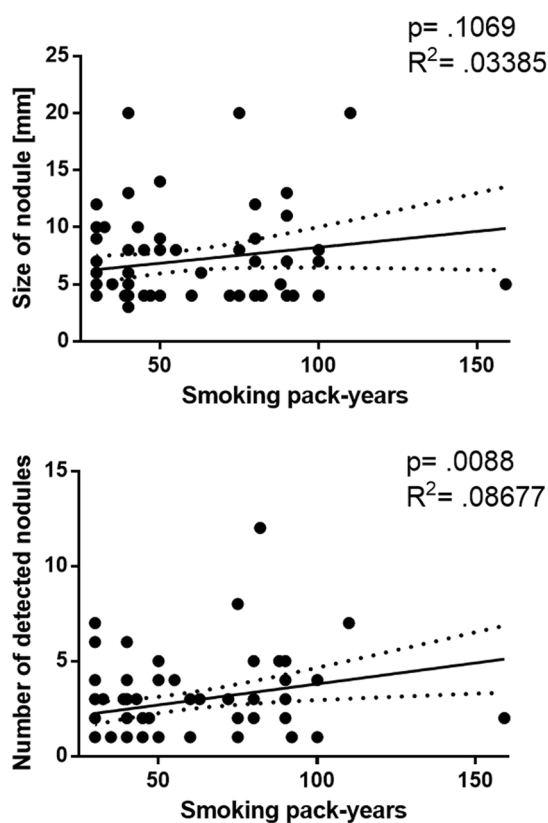 p= .1069
R²= .03385
25
20
15
10
5
0
Size of nodule [mm]
50 100 150
Smoking pack-years
p= .0088
R²= .08677
15
10
5
0
Number of detected nodules
50 100 150
Smoking pack-years